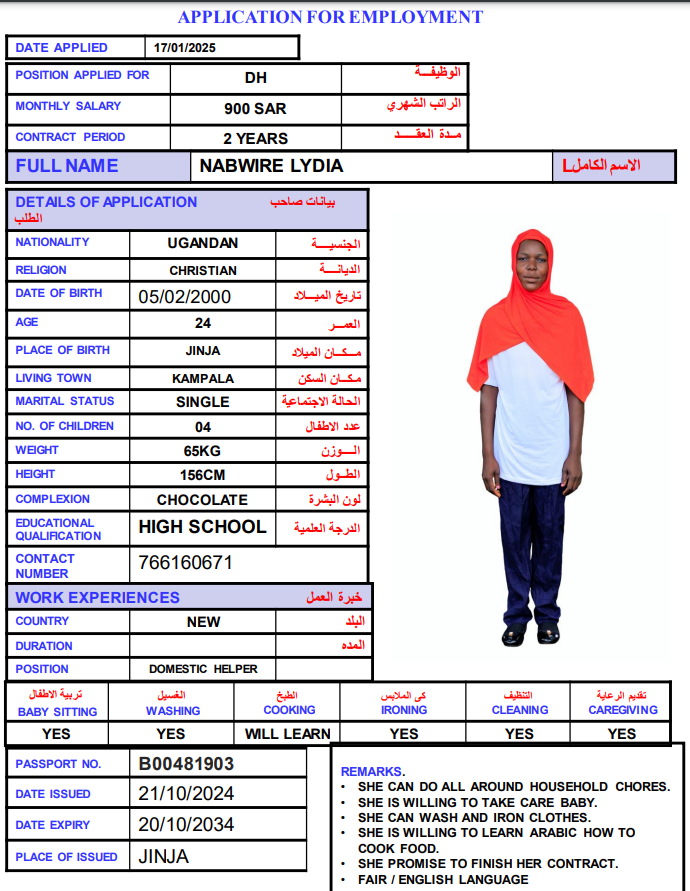 APPLICATION FOR EMPLOYMENT
DATE APPLIED 17/01/2025
POSITION APPLIED FOR DH الوظيفـــة
MONTHLY SALARY 900 SAR الراتب الشهري
CONTRACT PERIOD 2 YEARS مـدة العقـــد
FULL NAME NABWIRE LYDIA الاسم الكاملL
DETAILS OF APPLICATION بيانات صاحب
الطلب
NATIONALITY UGANDAN الجنسيـــة
RELIGION CHRISTIAN الديانـــة
DATE OF BIRTH 05/02/2000 تاريخ الميـــلاد
AGE 24 العمـــر
PLACE OF BIRTH JINJA مـكـــان الميلاد
LIVING TOWN KAMPALA مـكـــان السكن
MARITAL STATUS SINGLE الحالة الاجتماعية
NO. OF CHILDREN 04 عدد الاطفال
WEIGHT 65KG الـــوزن
HEIGHT 156CM الطـــول
COMPLEXION CHOCOLATE لون البشرة
EDUCATIONAL QUALIFICATION HIGH SCHOOL الدرجة العلمية
CONTACT NUMBER 766160671
WORK EXPERIENCES خبرة العمل
COUNTRY NEW البلد
DURATION المده
POSITION DOMESTIC HELPER
تربية الاطفال الغسيل الطبخ كى الملابس التنظيف تقديم الرعاية
BABY SITTING WASHING COOKING IRONING CLEANING CAREGIVING
YES YES WILL LEARN YES YES YES
PASSPORT NO. B00481903
DATE ISSUED 21/10/2024
DATE EXPIRY 20/10/2034
PLACE OF ISSUED JINJA
REMARKS.
• SHE CAN DO ALL AROUND HOUSEHOLD CHORES.
• SHE IS WILLING TO TAKE CARE BABY.
• SHE CAN WASH AND IRON CLOTHES.
• SHE IS WILLING TO LEARN ARABIC HOW TO
COOK FOOD.
• SHE PROMISE TO FINISH HER CONTRACT.
• FAIR / ENGLISH LANGUAGE